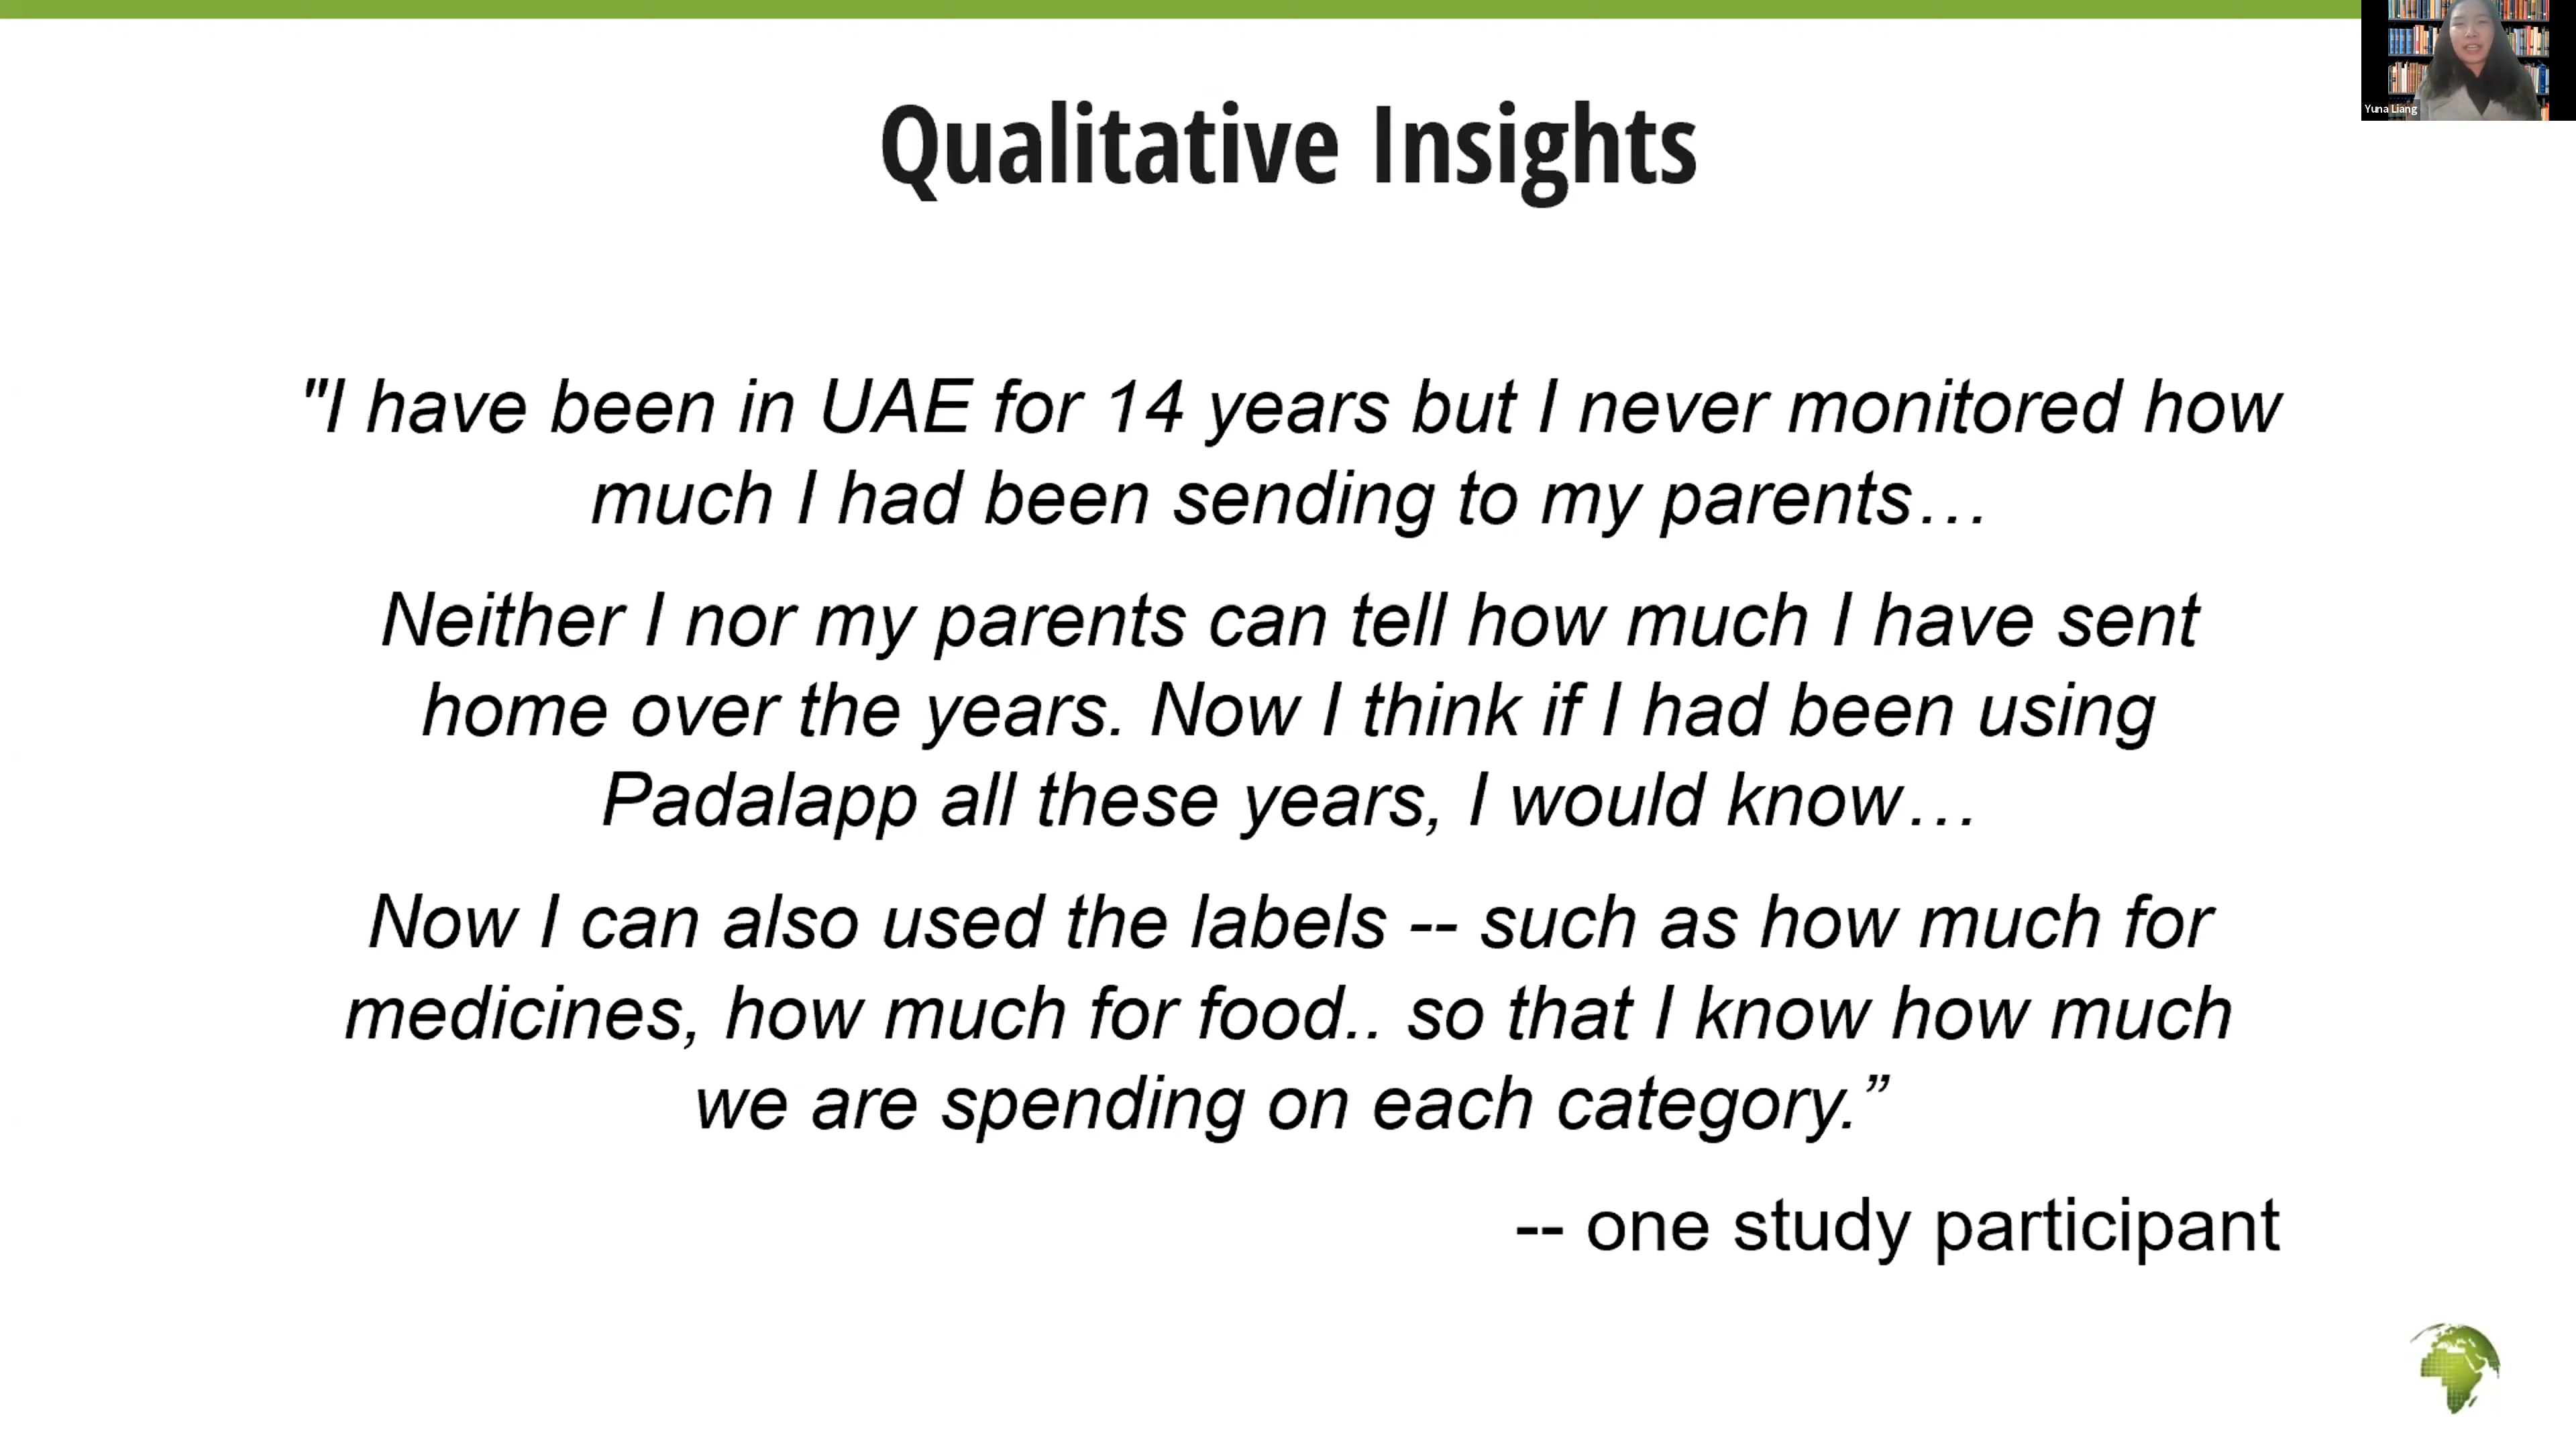 Yuna Liang
Qualitative Insights
"I have been in UAE for 14 years but I never monitored how
much I had been sending to my parents…
Neither I nor my parents can tell how much I have sent
home over the years. Now I think if I had been using
Padalapp all these years, I would know…
Now I can also used the labels -- such as how much for
medicines, how much for food.. so that I know how much
we are spending on each category.”
-- one study participant